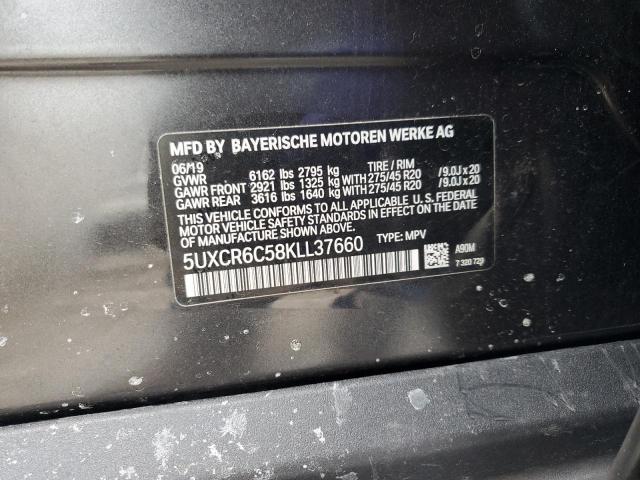 MFD BY BAYERISCHE MOTOREN WERKE AG
06/19 TIRE / RIM
GVWR 6162 lbs 2795 kg
GAWR FRONT 2921 lbs 1325 kg WITH 275/45 R20 /9.0J x 20
GAWR REAR 3616 lbs 1640 kg WITH 275/45 R20 /9.0J x 20
THIS VEHICLE CONFORMS TO ALL APPLICABLE U. S. FEDERAL
MOTOR VEHICLE SAFETY STANDARDS IN EFFECT ON THE
DATE OF MANUFACTURE SHOWN ABOVE.
5UXCR6C58KLL37660 TYPE: MPV
A90M
7 320 729